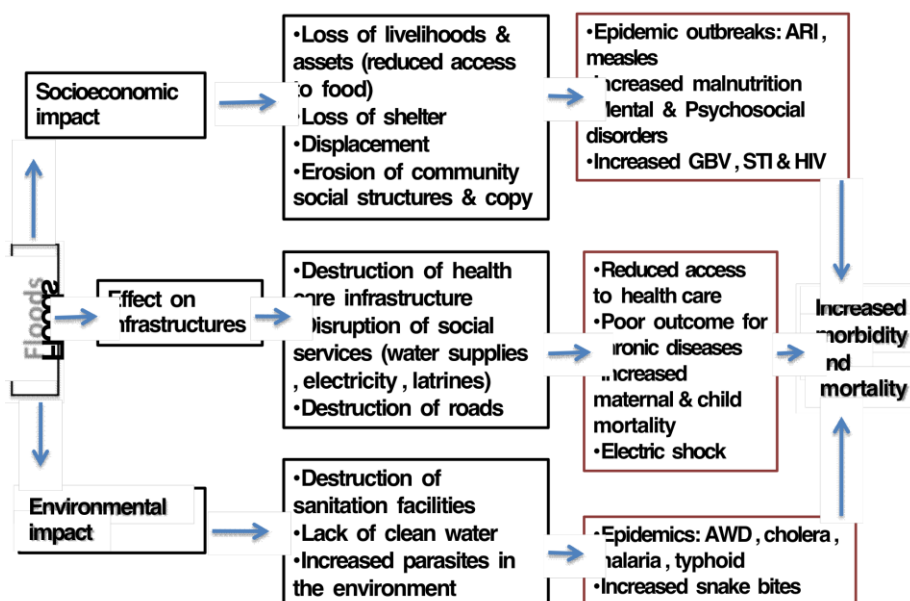 Socioeconomic
impact
•Loss of livelihoods &
assets (reduced access
to food)
•Loss of shelter
•Displacement
•Erosion of community
social structures & copy
•Epidemic outbreaks: ARI ,
measles
Increased malnutrition
Mental & Psychosocial
disorders
•Increased GBV , STI & HIV
Floods
Effect on
infrastructures
•Destruction of health
care infrastructure
Disruption of social
services (water supplies
, electricity , latrines)
•Destruction of roads
•Reduced access
to health care
•Poor outcome for
chronic diseases
Increased
maternal & child
mortality
•Electric shock
Increased
morbidity
and
mortality
Environmental
impact
•Destruction of
sanitation facilities
•Lack of clean water
•Increased parasites in
the environment
•Epidemics: AWD , cholera ,
malaria , typhoid
•Increased snake bites